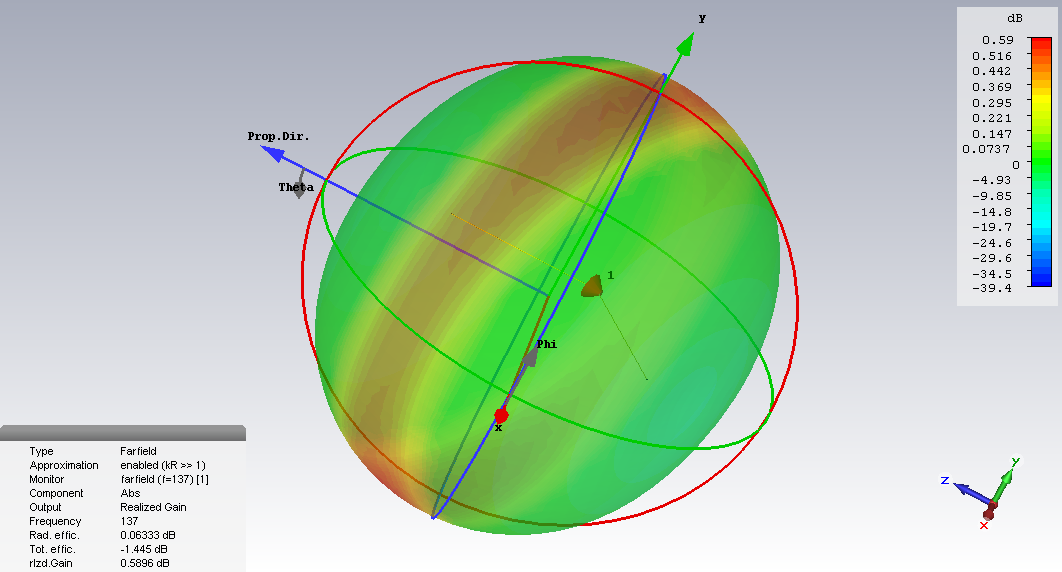 y
dB
0.59
0.516
0.442
0.369
0.295
0.221
0.147
0.0737
0
-4.93
-9.85
-14.8
-19.7
-24.6
-29.6
-34.5
-39.4
Prop.Dir.
Theta
1
Phi
x
Type Farfield
Approximation enabled (kR >> 1)
Monitor farfield (f=137) [1]
Component Abs
Output Realized Gain
Frequency 137
Rad. effic. 0.06333 dB
Tot. effic. -1.445 dB
rlzd.Gain 0.5896 dB
y
z
x